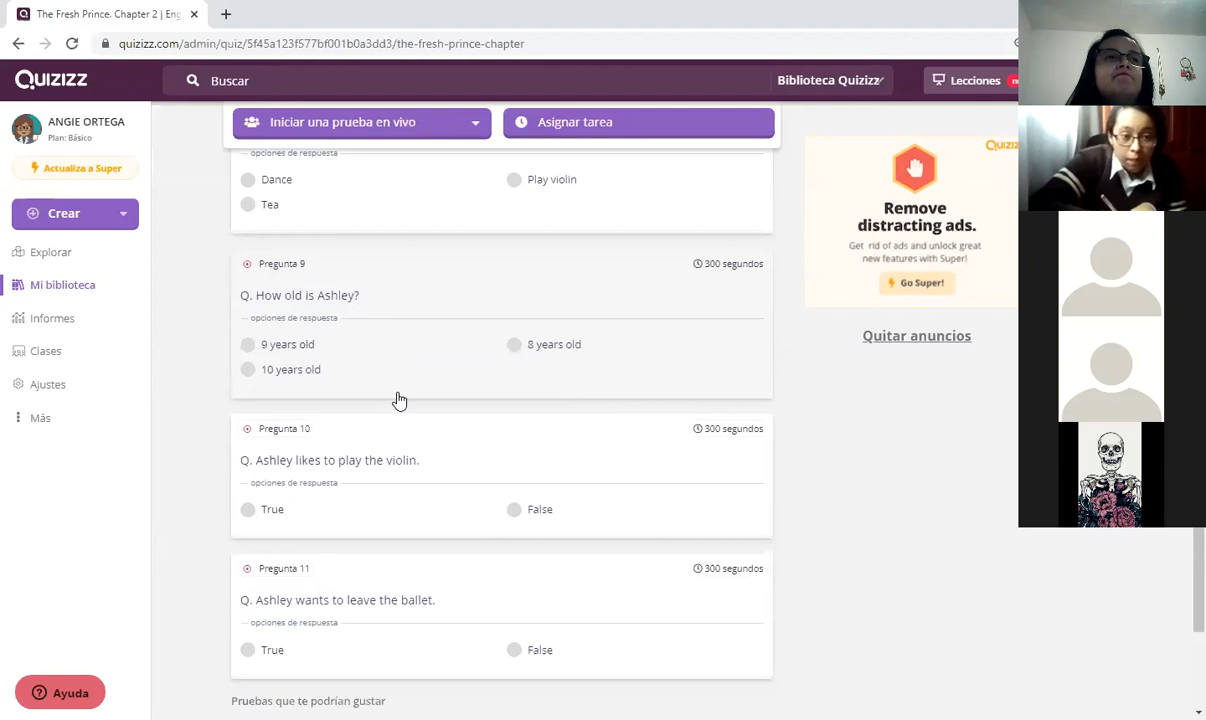 The Fresh Prince. Chapter 2 | Eng
quizizz.com/admin/quiz/5f45a123f577bf001b0a3dd3/the-fresh-prince-chapter
QUIZIZZ
Buscar
Biblioteca Quizizz
Lecciones
ANGIE ORTEGA
Plan: Básico
Actualiza a Super
Crear
Explorar
Mi biblioteca
Informes
Clases
Ajustes
Más
Ayuda
Iniciar una prueba en vivo
Asignar tarea
opciones de respuesta
Dance
Play violin
Tea
Pregunta 9
300 segundos
Q. How old is Ashley?
opciones de respuesta
9 years old
8 years old
10 years old
Pregunta 10
300 segundos
Q. Ashley likes to play the violin.
opciones de respuesta
True
False
Pregunta 11
300 segundos
Q. Ashley wants to leave the ballet.
opciones de respuesta
True
False
Pruebas que te podrían gustar
Remove
distracting ads.
Get rid of ads and unlock great
new features with Super!
Go Super!
Quitar anuncios